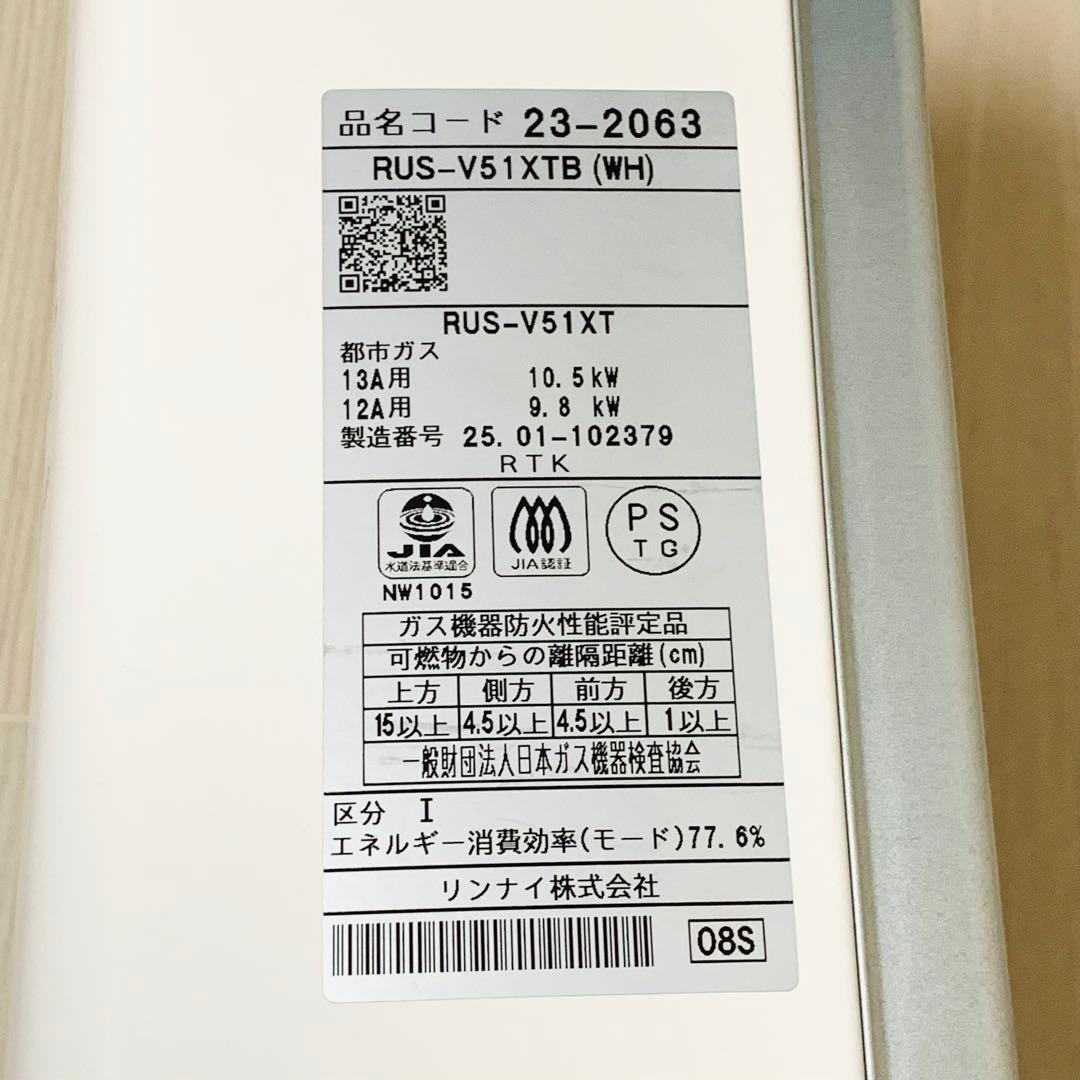 品名コード 23-2063
RUS-V51XTB (WH)
RUS-V51XT
都市ガス
13A用 10.5kW
12A用 9.8 kW
製造番号 25.01-102379
RTK
JIA
水道法基準適合
NW1015
JIA認証
PS
TG
ガス機器防火性能評定品
可燃物からの離隔距離(cm)
上方 側方 前方 後方
15以上 4.5以上 4.5以上 1以上
一般財団法人日本ガス機器検査協会
区分 I
エネルギー消費効率(モード)77.6%
リンナイ株式会社
08S